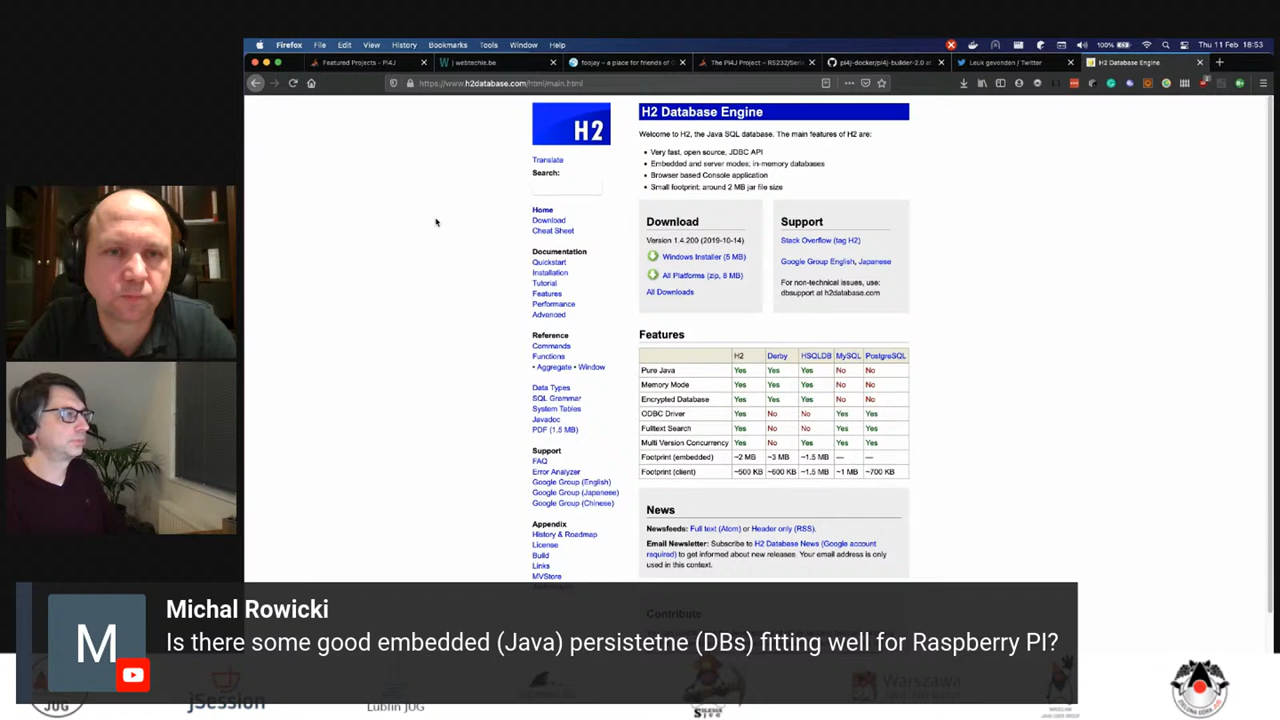 Firefox File Edit View History Bookmarks Tools Window Help
100% Thu 11 Feb 18:53
Featured Projects - Pi4J
| webtechie.be
foojay – a place for friends of O
The Pi4J Project – RS232/Seri
pi4j-docker/pi4j-builder-2.0 at
Leuk gevonden / Twitter
H2 Database Engine
https://www.h2database.com/html/main.html
H2
Translate
Search:
Home
Download
Cheat Sheet
Documentation
Quickstart
Installation
Tutorial
Features
Performance
Advanced
Reference
Commands
Functions
• Aggregate • Window
Data Types
SQL Grammar
System Tables
Javadoc
PDF (1.5 MB)
Support
FAQ
Error Analyzer
Google Group (English)
Google Group (Japanese)
Google Group (Chinese)
Appendix
History & Roadmap
License
Build
Links
MVStore
H2 Database Engine
Welcome to H2, the Java SQL database. The main features of H2 are:
• Very fast, open source, JDBC API
• Embedded and server modes; in-memory databases
• Browser based Console application
• Small footprint: around 2 MB jar file size
Download
Version 1.4.200 (2019-10-14)
Windows Installer (5 MB)
All Platforms (zip, 8 MB)
All Downloads
Support
Stack Overflow (tag H2)
Google Group English, Japanese
For non-technical issues, use:
dbsupport at h2database.com
Features
H2 Derby HSQLDB MySQL PostgreSQL
Pure Java Yes Yes Yes No No
Memory Mode Yes Yes Yes No No
Encrypted Database Yes Yes Yes No No
ODBC Driver Yes No No Yes Yes
Fulltext Search Yes No No Yes Yes
Multi Version Concurrency Yes No Yes Yes Yes
Footprint (embedded) ~2 MB ~3 MB ~1.5 MB — —
Footprint (client) ~500 KB ~600 KB ~1.5 MB ~1 MB ~700 KB
News
Newsfeeds: Full text (Atom) or Header only (RSS).
Email Newsletter: Subscribe to H2 Database News (Google account
required) to get informed about new releases. Your email address is only
used in this context.
Contribute
M
Michal Rowicki
Is there some good embedded (Java) persistetne (DBs) fitting well for Raspberry PI?
JUG
jSession
Lublin JUG
Warszawa